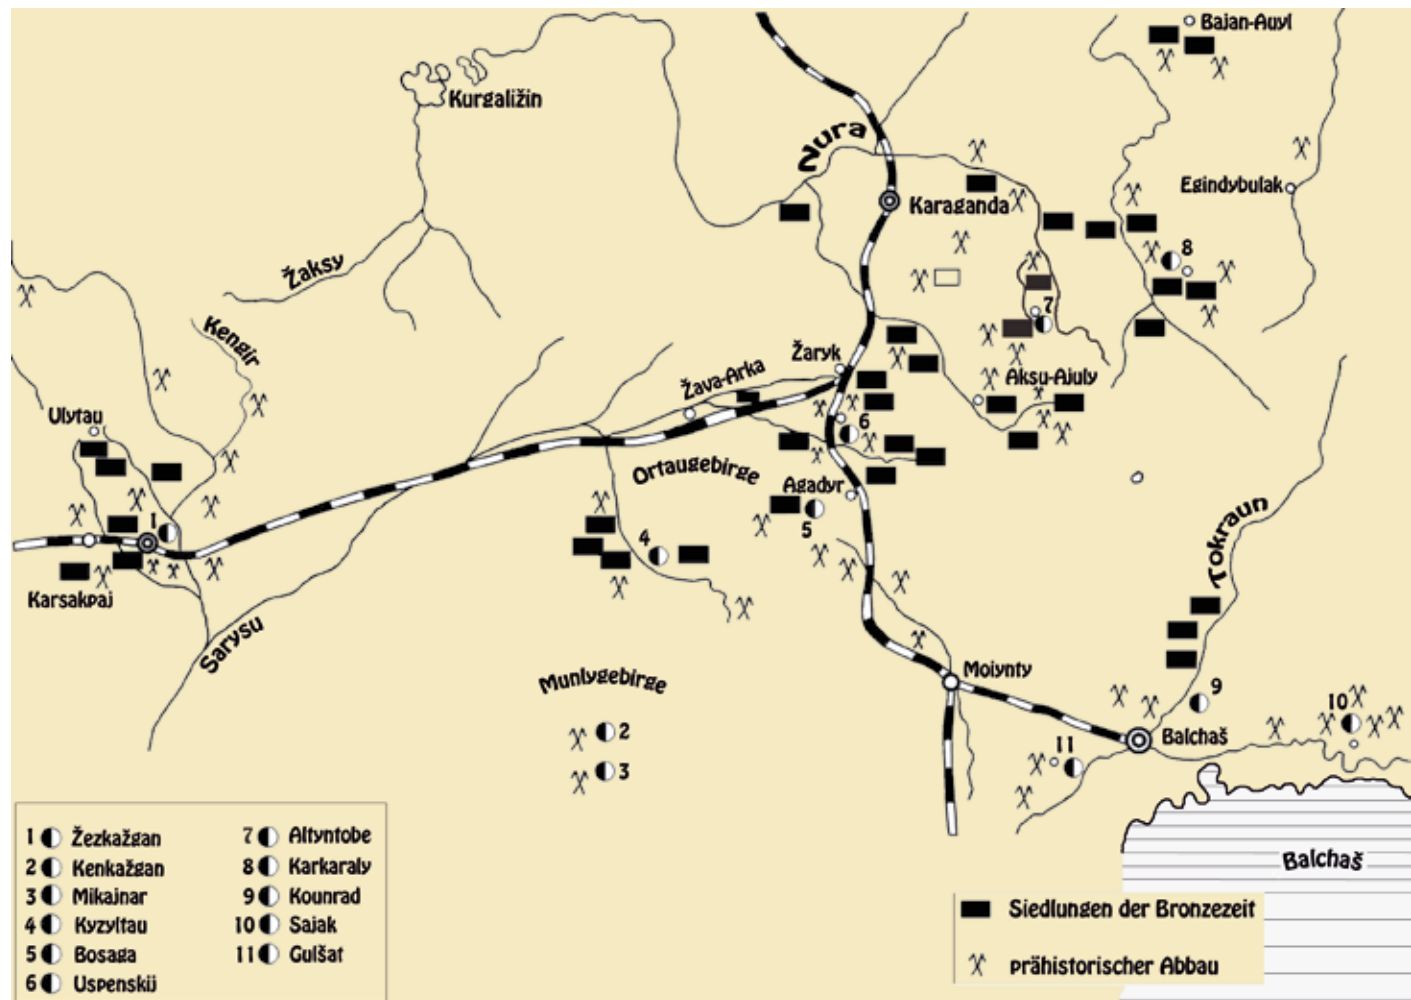 Bajan-Auyl
Kurgaližin
Nura
Egindybulak
Karaganda
8
Žaksy
7
Kengir
Žaryk
Žava-Arka
Aksu-Ajuly
Ulytau
6
Ortaugebirge
Agadyr
1
5
4
Tokraun
Karsakpaj
Sarysu
Moiynty
Munlygebirge
9
10
2
Balchaš
11
3
1 Žezkažgan
2 Kenkažgan
3 Mikajnar
4 Kyzyltau
5 Bosaga
6 Uspenskij
7 Altyntobe
8 Karkaraly
9 Kounrad
10 Sajak
11 Gulšat
Balchaš
Siedlungen der Bronzezeit
prähistorischer Abbau